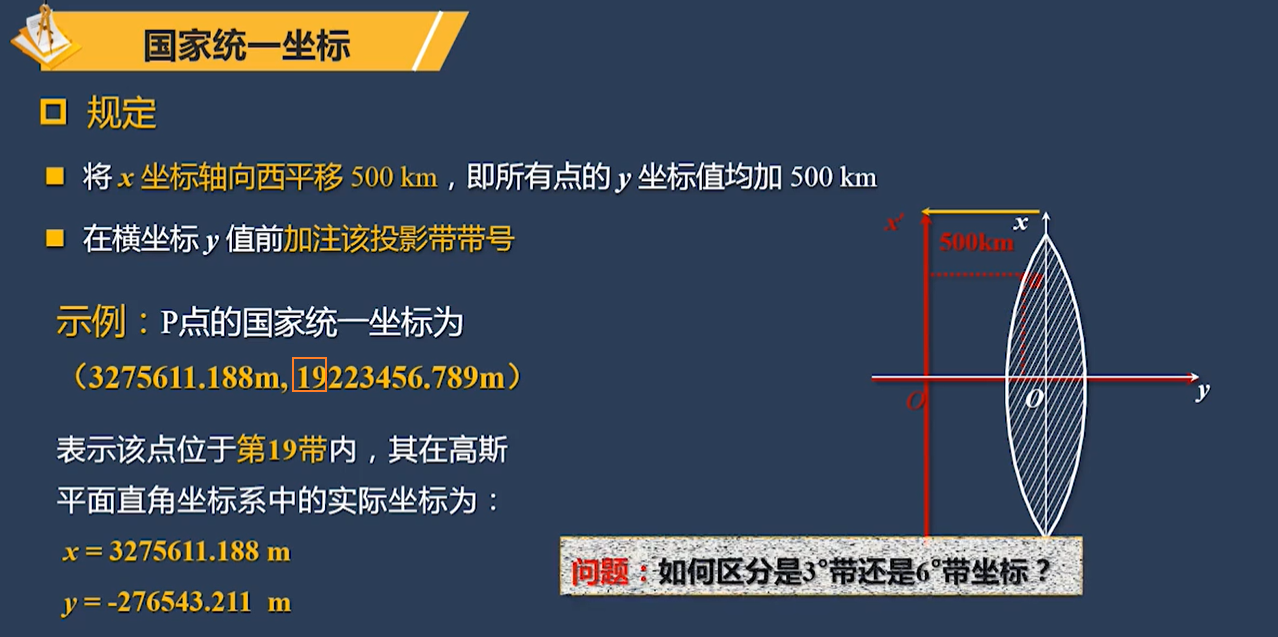 国家统一坐标
规定
将 x 坐标轴向西平移 500 km，即所有点的 y 坐标值均加 500 km
在横坐标 y 值前加注该投影带带号
示例：P点的国家统一坐标为
（3275611.188m, 19223456.789m）
表示该点位于第19带内，其在高斯
平面直角坐标系中的实际坐标为：
x = 3275611.188 m
y = -276543.211 m
x'
x
500km
O
O
y
问题：如何区分是3°带还是6°带坐标？